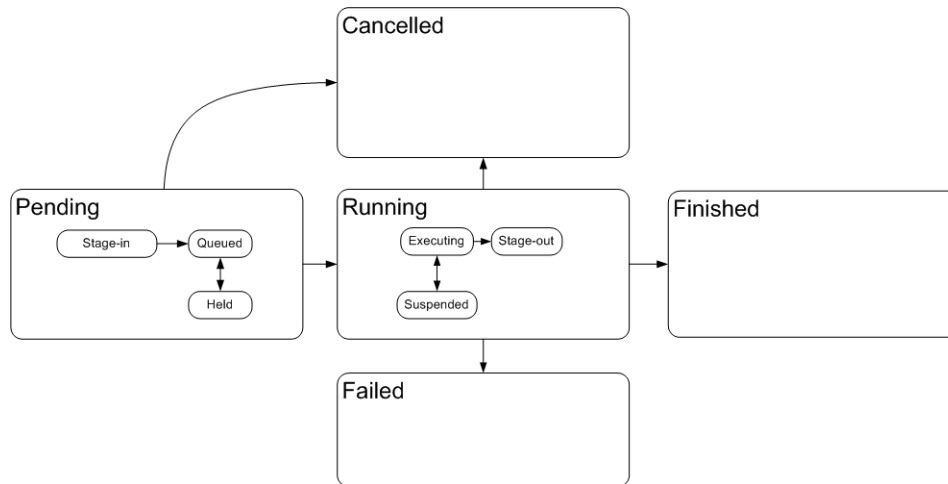 Cancelled
Pending
Stage-in
Queued
Held
Running
Executing
Stage-out
Suspended
Finished
Failed